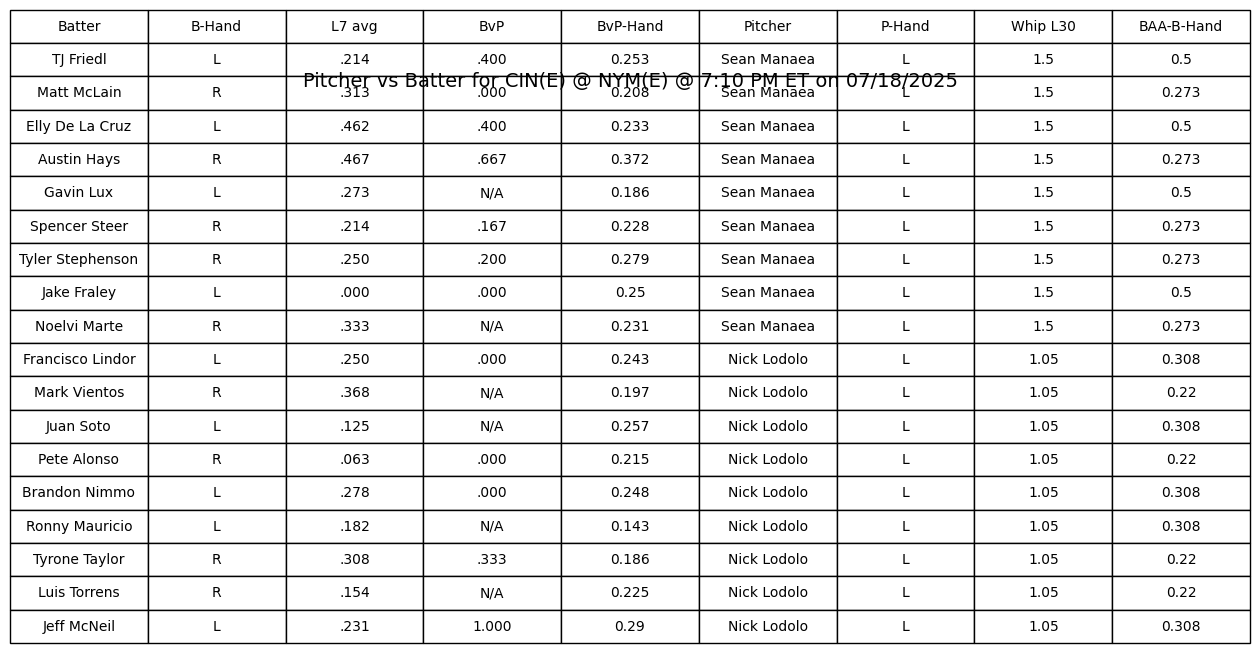 Batter B-Hand L7 avg BvP BvP-Hand Pitcher P-Hand Whip L30 BAA-B-Hand
TJ Friedl L .214 .400 0.253 Sean Manaea L 1.5 0.5
Pitcher vs Batter for CIN(E) @ NYM(E) @ 7:10 PM ET on 07/18/2025
Matt McLain R .313 .000 0.208 Sean Manaea L 1.5 0.273
Elly De La Cruz L .462 .400 0.233 Sean Manaea L 1.5 0.5
Austin Hays R .467 .667 0.372 Sean Manaea L 1.5 0.273
Gavin Lux L .273 N/A 0.186 Sean Manaea L 1.5 0.5
Spencer Steer R .214 .167 0.228 Sean Manaea L 1.5 0.273
Tyler Stephenson R .250 .200 0.279 Sean Manaea L 1.5 0.273
Jake Fraley L .000 .000 0.25 Sean Manaea L 1.5 0.5
Noelvi Marte R .333 N/A 0.231 Sean Manaea L 1.5 0.273
Francisco Lindor L .250 .000 0.243 Nick Lodolo L 1.05 0.308
Mark Vientos R .368 N/A 0.197 Nick Lodolo L 1.05 0.22
Juan Soto L .125 N/A 0.257 Nick Lodolo L 1.05 0.308
Pete Alonso R .063 .000 0.215 Nick Lodolo L 1.05 0.22
Brandon Nimmo L .278 .000 0.248 Nick Lodolo L 1.05 0.308
Ronny Mauricio L .182 N/A 0.143 Nick Lodolo L 1.05 0.308
Tyrone Taylor R .308 .333 0.186 Nick Lodolo L 1.05 0.22
Luis Torrens R .154 N/A 0.225 Nick Lodolo L 1.05 0.22
Jeff McNeil L .231 1.000 0.29 Nick Lodolo L 1.05 0.308